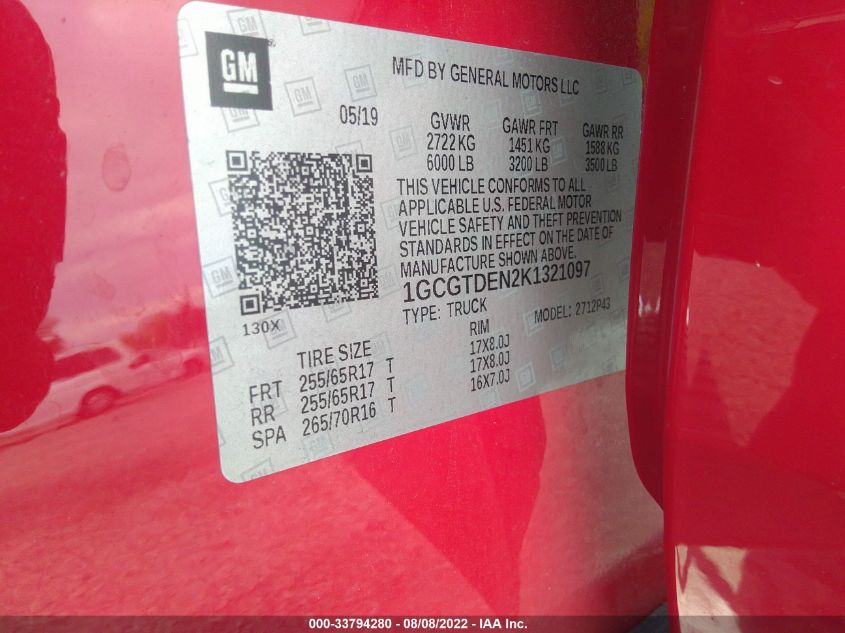 GM
MFD BY GENERAL MOTORS LLC
05/19
GVWR GAWR FRT GAWR RR
2722 KG 1451 KG 1588 KG
6000 LB 3200 LB 3500 LB
THIS VEHICLE CONFORMS TO ALL
APPLICABLE U.S. FEDERAL MOTOR
VEHICLE SAFETY AND THEFT PREVENTION
STANDARDS IN EFFECT ON THE DATE OF
MANUFACTURE SHOWN ABOVE.
1GCGTDEN2K1321097
TYPE: TRUCK MODEL: 2712P43
130X
TIRE SIZE RIM
FRT 255/65R17 T 17X8.0J
RR 255/65R17 T 17X8.0J
SPA 265/70R16 T 16X7.0J
000-33794280 - 08/08/2022 - IAA Inc.